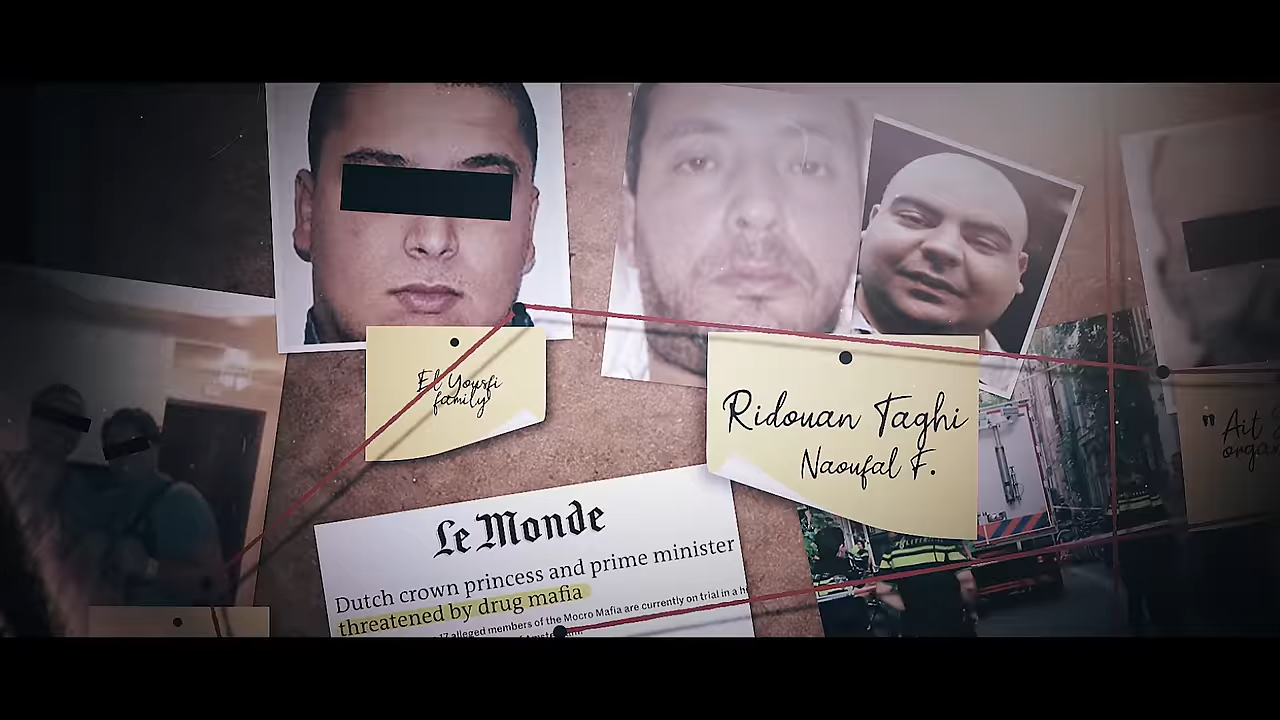 El Yousfi
family
Ridouan Taghi
Naoufal F.
" Ait
Le Monde
Dutch crown princess and prime minister
threatened by drug mafia
17 alleged members of the Mocro Mafia are currently on trial in a